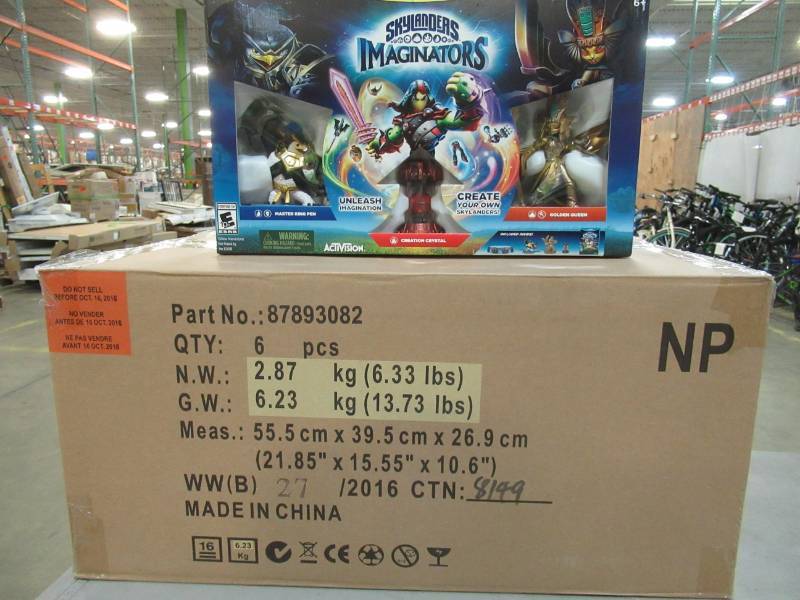 6+
SKYLANDERS
IMAGINATORS
UNLEASH
IMAGINATION
CREATE
YOUR OWN
SKYLANDERS!
MASTER KING PEN
GOLDEN QUEEN
CREATION CRYSTAL
E
WARNING:
ACTIVISION
DO NOT SELL
BEFORE OCT. 16, 2016
NO VENDER
ANTES DE 16 OCT. 2016
NE PAS VENDRE
AVANT 16 OCT. 2016
Part No.: 87893082
QTY: 6 pcs
N.W.: 2.87 kg (6.33 lbs)
G.W.: 6.23 kg (13.73 lbs)
Meas.: 55.5 cm x 39.5 cm x 26.9 cm
(21.85" x 15.55" x 10.6")
WW(B) 27 /2016 CTN: 8149
MADE IN CHINA
NP
16
6.23
Kg
CE